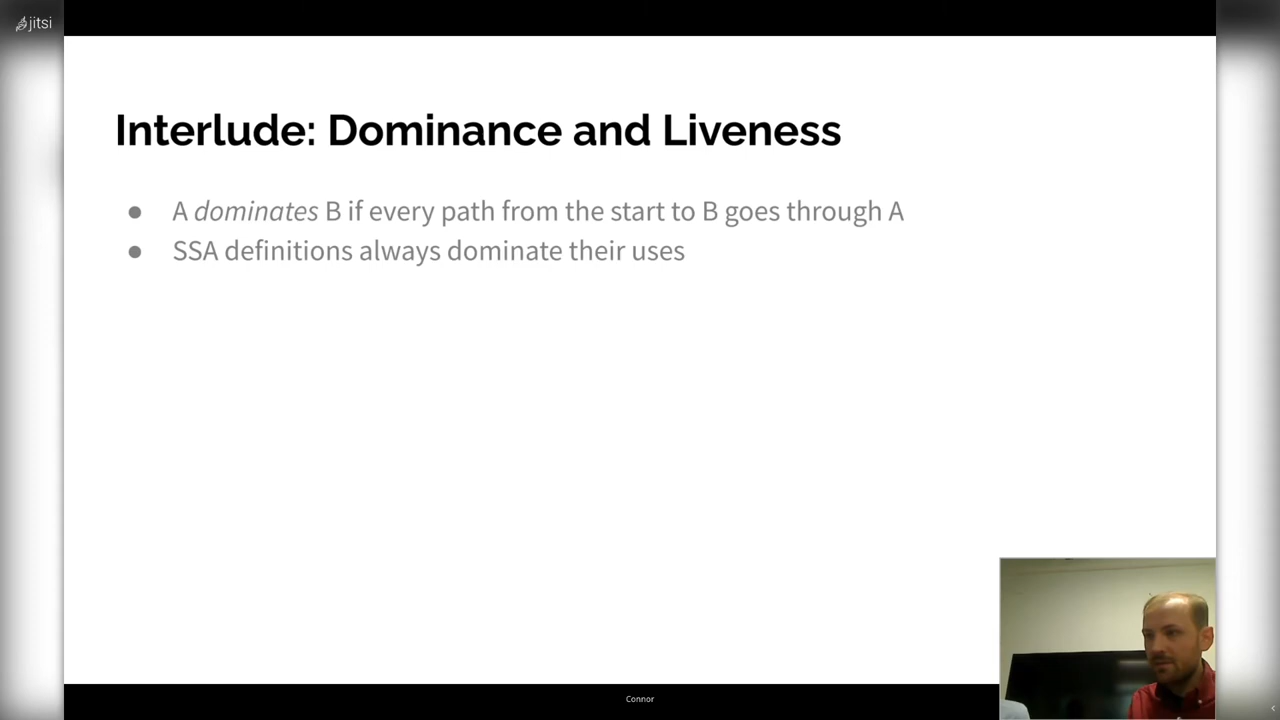 jitsi
Interlude: Dominance and Liveness
● A dominates B if every path from the start to B goes through A
● SSA definitions always dominate their uses
Connor